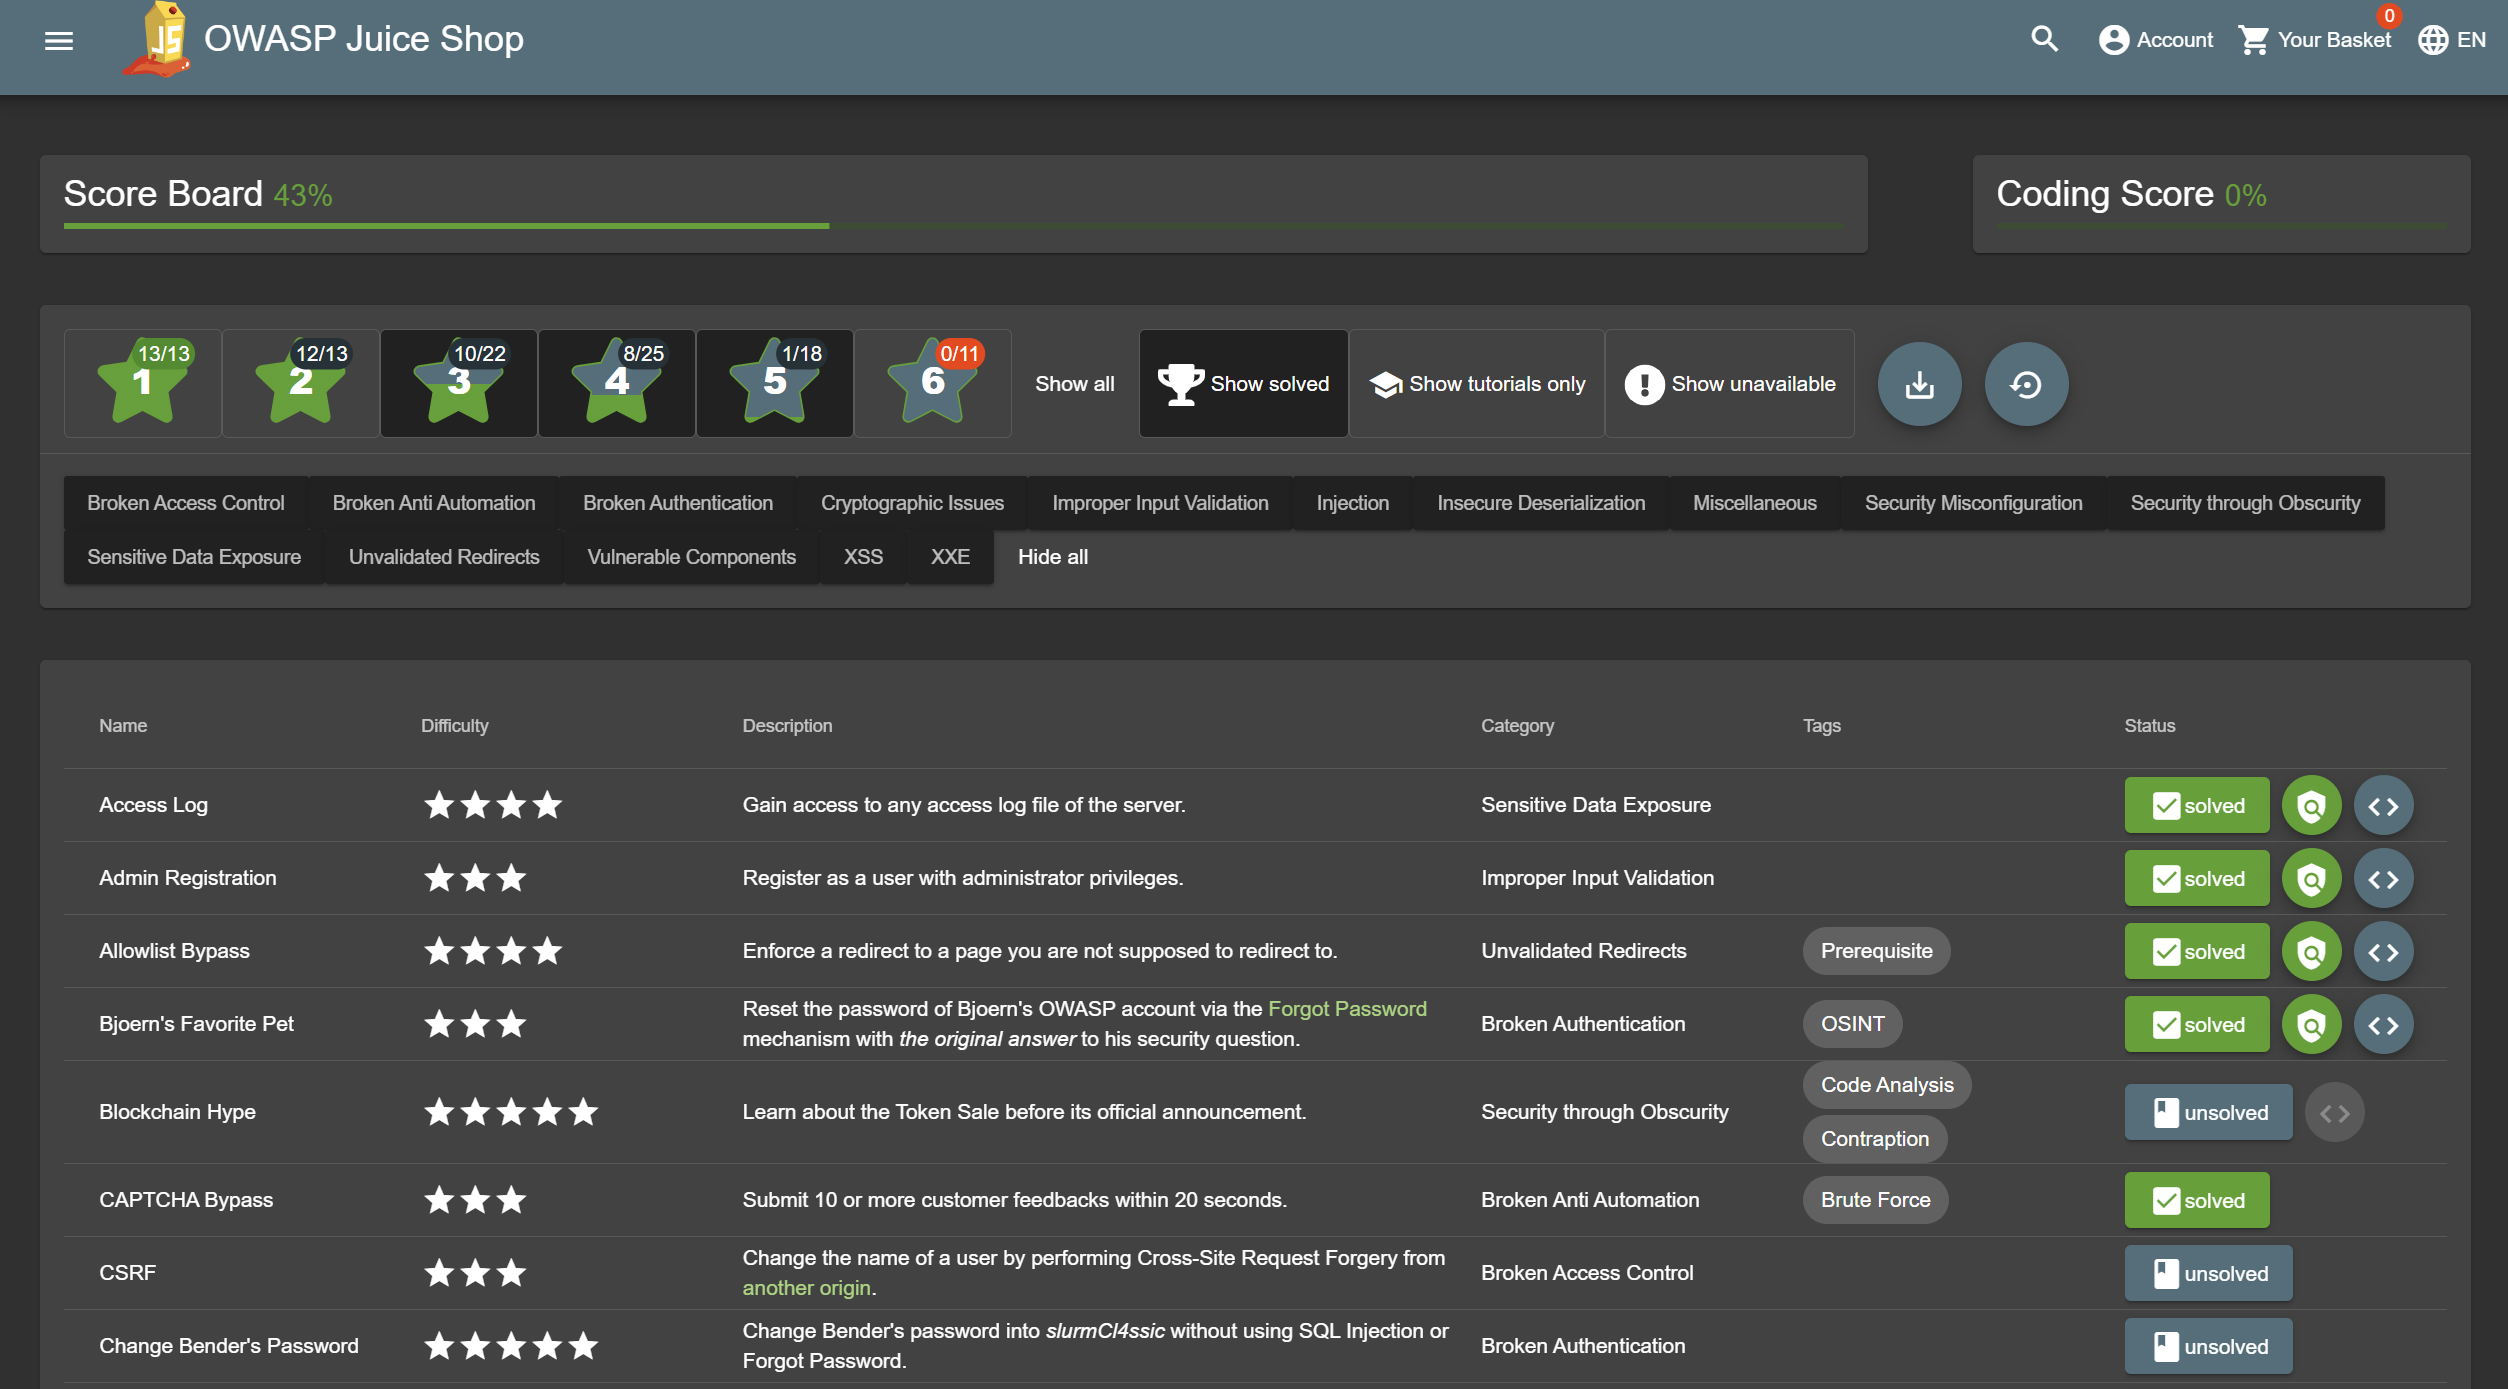 JS
OWASP Juice Shop
Account
Your Basket
0
EN
Score Board 43%
Coding Score 0%
1
13/13
2
12/13
3
10/22
4
8/25
5
1/18
6
0/11
Show all
Show solved
Show tutorials only
Show unavailable
Broken Access Control
Broken Anti Automation
Broken Authentication
Cryptographic Issues
Improper Input Validation
Injection
Insecure Deserialization
Miscellaneous
Security Misconfiguration
Security through Obscurity
Sensitive Data Exposure
Unvalidated Redirects
Vulnerable Components
XSS
XXE
Hide all
Name
Difficulty
Description
Category
Tags
Status
Access Log
Gain access to any access log file of the server.
Sensitive Data Exposure
solved
Admin Registration
Register as a user with administrator privileges.
Improper Input Validation
solved
Allowlist Bypass
Enforce a redirect to a page you are not supposed to redirect to.
Unvalidated Redirects
Prerequisite
solved
Bjoern's Favorite Pet
Reset the password of Bjoern's OWASP account via the Forgot Password
mechanism with the original answer to his security question.
Broken Authentication
OSINT
solved
Blockchain Hype
Learn about the Token Sale before its official announcement.
Security through Obscurity
Code Analysis
Contraption
unsolved
CAPTCHA Bypass
Submit 10 or more customer feedbacks within 20 seconds.
Broken Anti Automation
Brute Force
solved
CSRF
Change the name of a user by performing Cross-Site Request Forgery from
another origin.
Broken Access Control
unsolved
Change Bender's Password
Change Bender's password into slurmCl4ssic without using SQL Injection or
Forgot Password.
Broken Authentication
unsolved